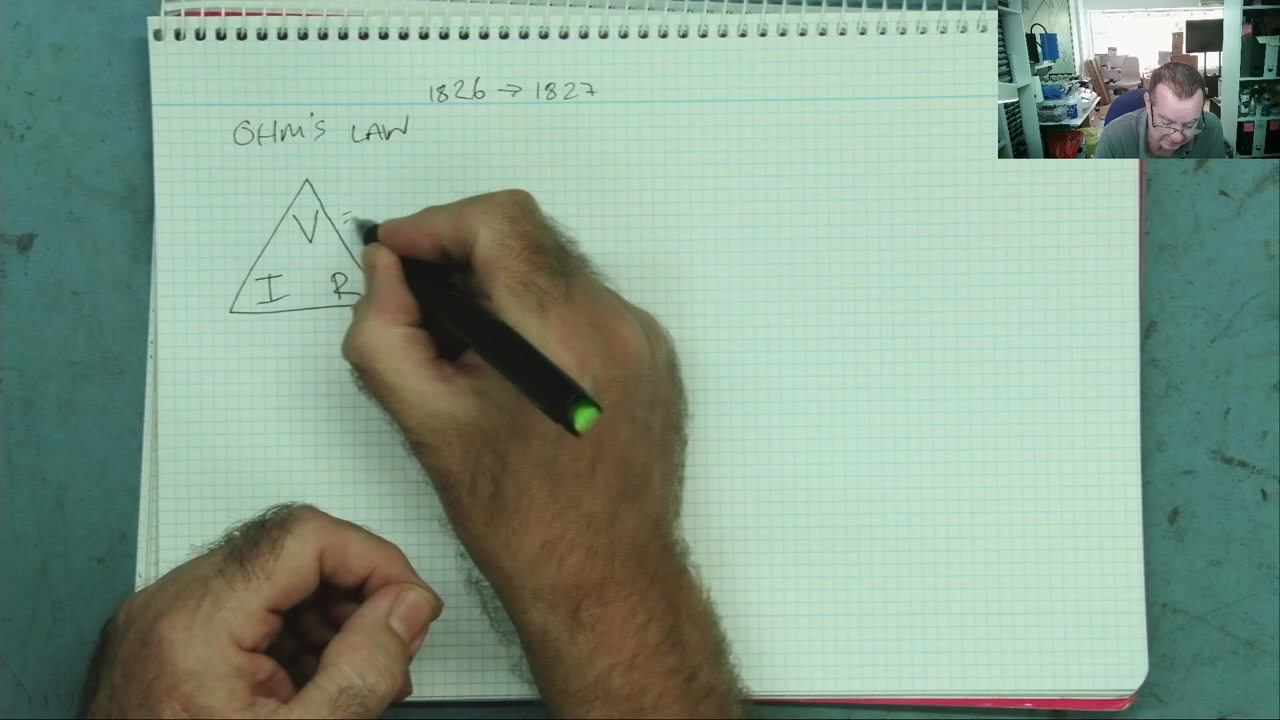 1826 → 1827
OHM'S LAW
V =
I R